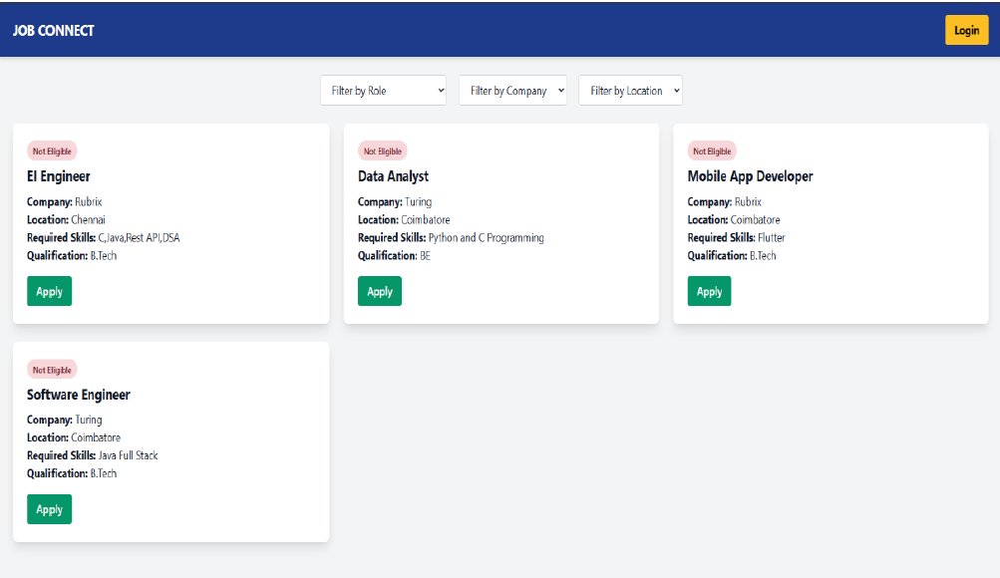 JOB CONNECT
Login
Filter by Role
Filter by Company
Filter by Location
Not Eligible
EI Engineer
Company: Rubrix
Location: Chennai
Required Skills: C,Java,Rest API,DSA
Qualification: B.Tech
Apply
Not Eligible
Data Analyst
Company: Turing
Location: Coimbatore
Required Skills: Python and C Programming
Qualification: BE
Apply
Not Eligible
Mobile App Developer
Company: Rubrix
Location: Coimbatore
Required Skills: Flutter
Qualification: B.Tech
Apply
Not Eligible
Software Engineer
Company: Turing
Location: Coimbatore
Required Skills: Java Full Stack
Qualification: B.Tech
Apply